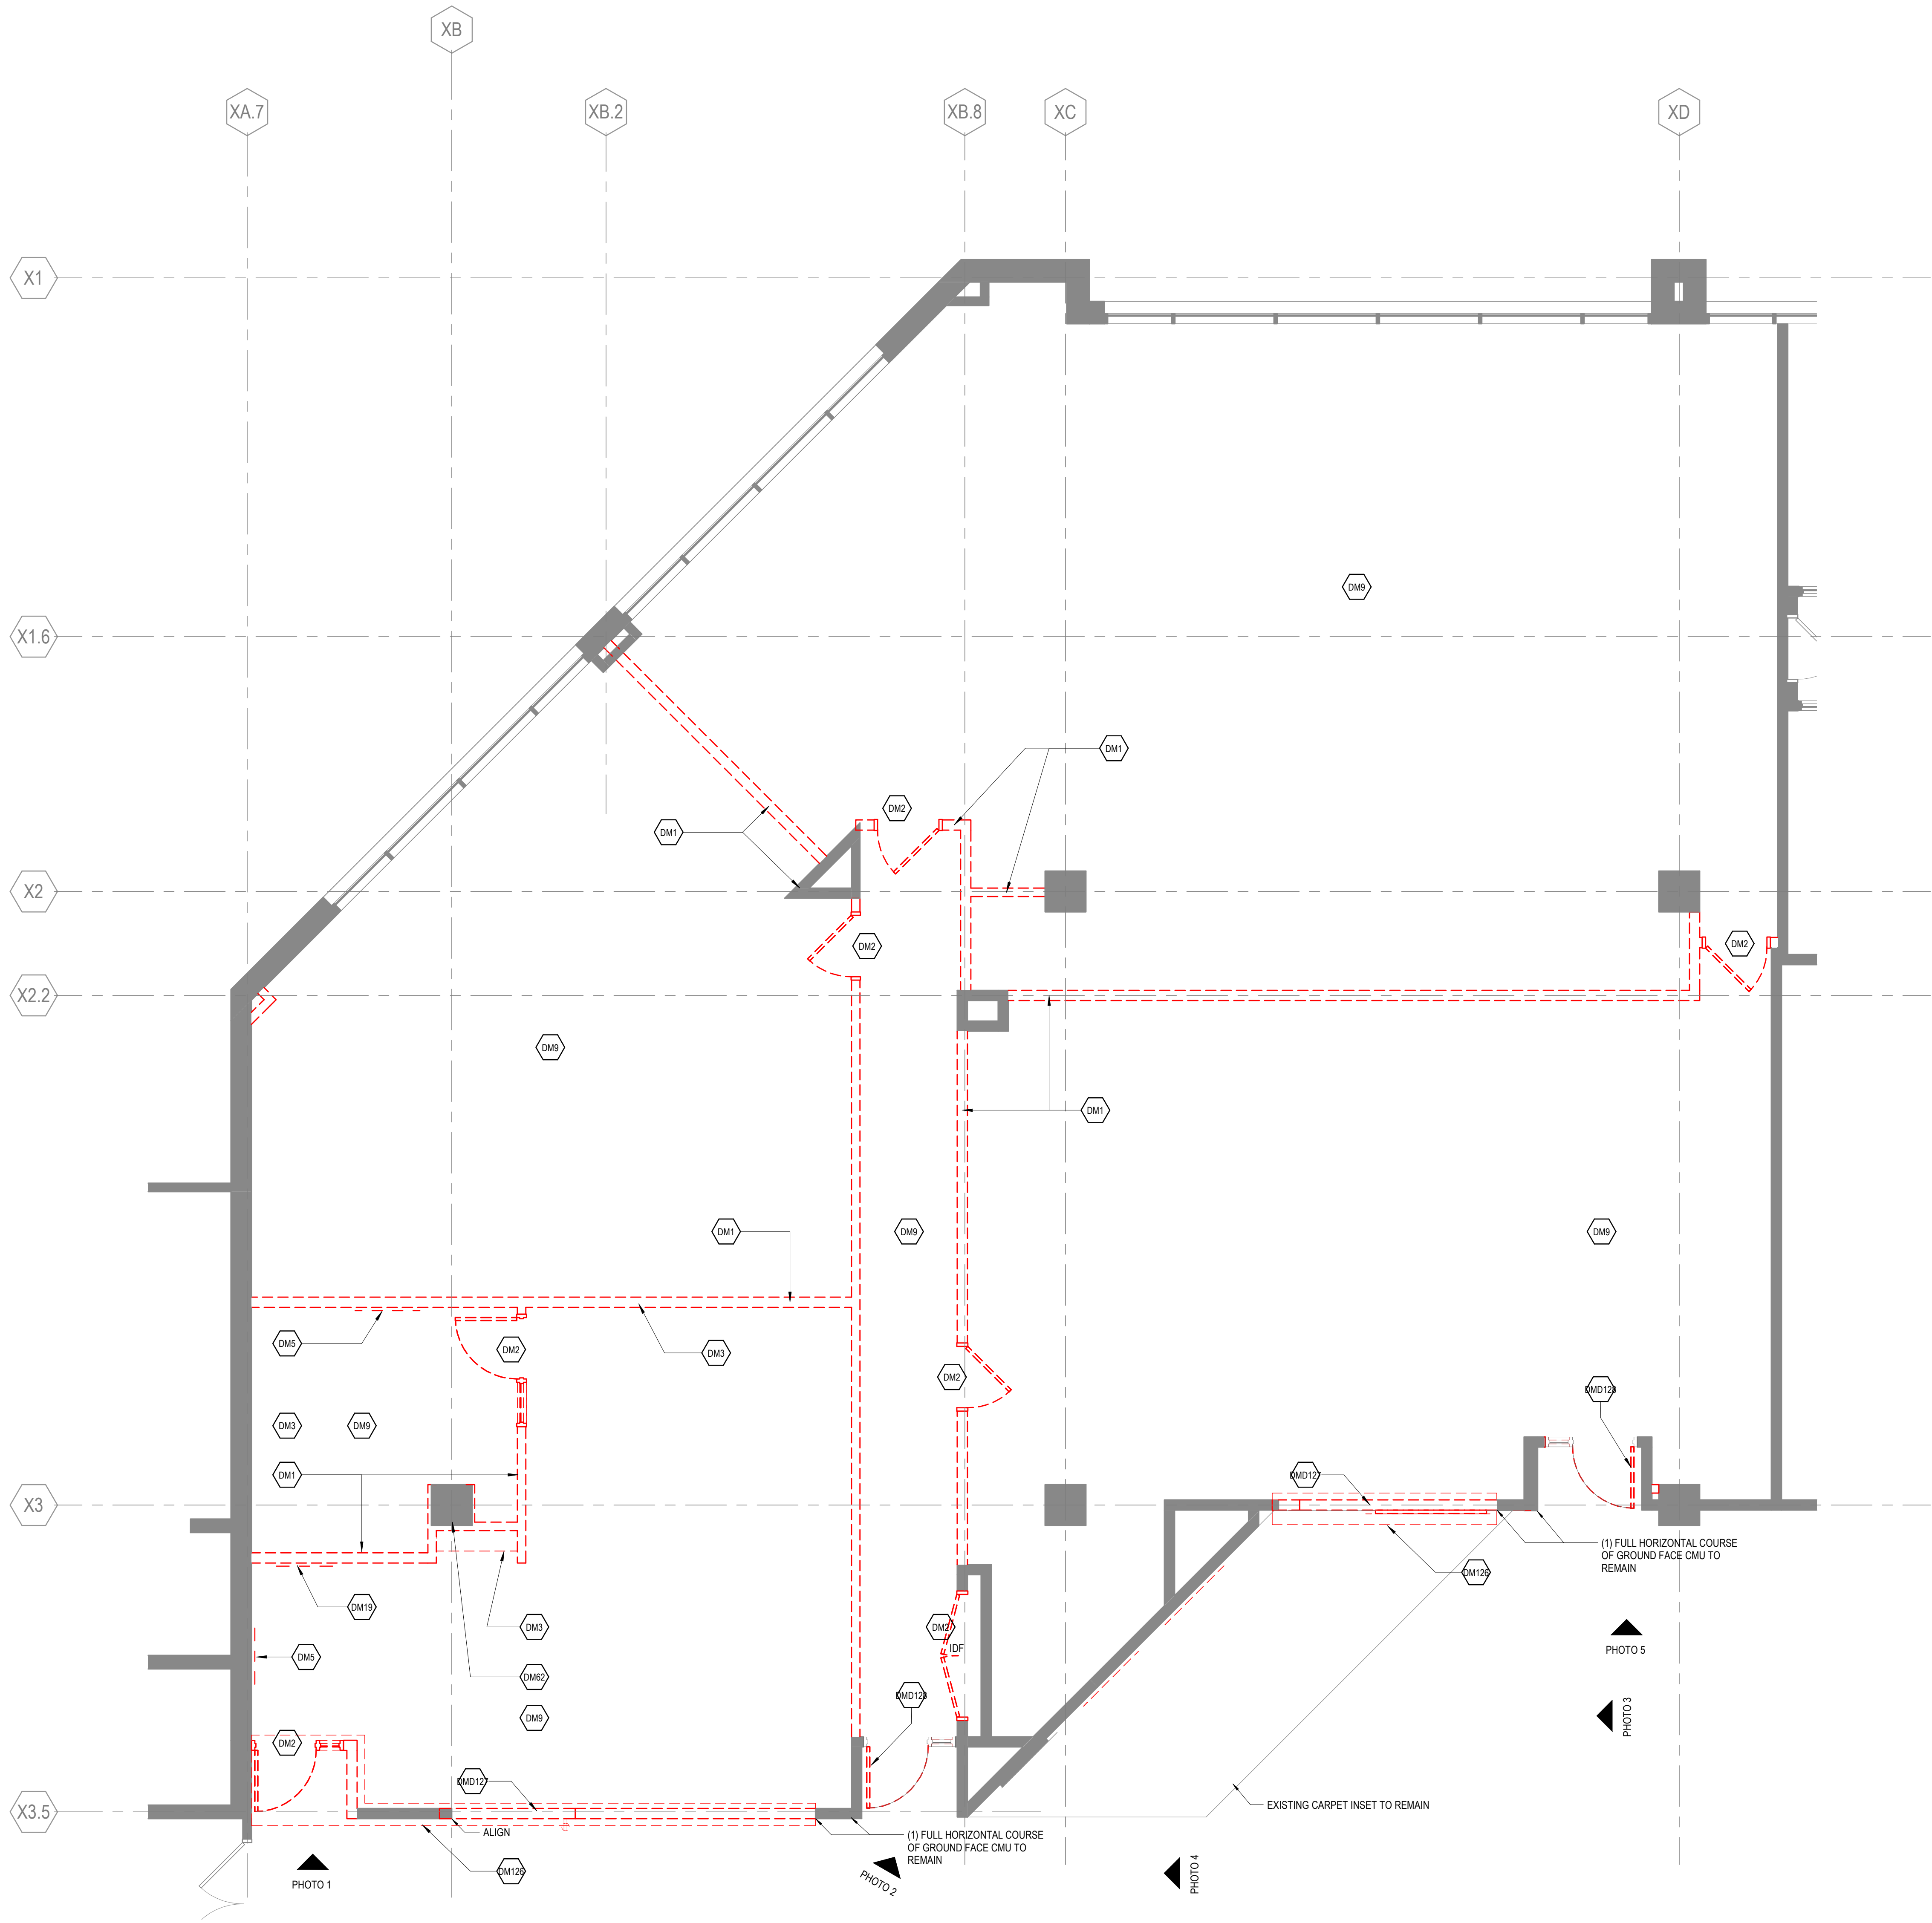 XB
XA.7
XB.2
XB.8
XC
XD
X1
DM9
X1.6
DM1
DM2
DM1
X2
DM2
DM2
X2.2
DM9
DM1
DM1
DM9
DM9
DM5
DM2
DM3
DM2
DMD128
DM3
DM9
DM1
DMD127
X3
(1) FULL HORIZONTAL COURSE
OF GROUND FACE CMU TO
REMAIN
DM126
DM19
DM3
DM2
IDF
PHOTO 5
DM5
DM62
DMD128
DM9
PHOTO 3
DM2
DMD127
X3.5
EXISTING CARPET INSET TO REMAIN
ALIGN
(1) FULL HORIZONTAL COURSE
OF GROUND FACE CMU TO
REMAIN
DM126
PHOTO 1
PHOTO 2
PHOTO 4